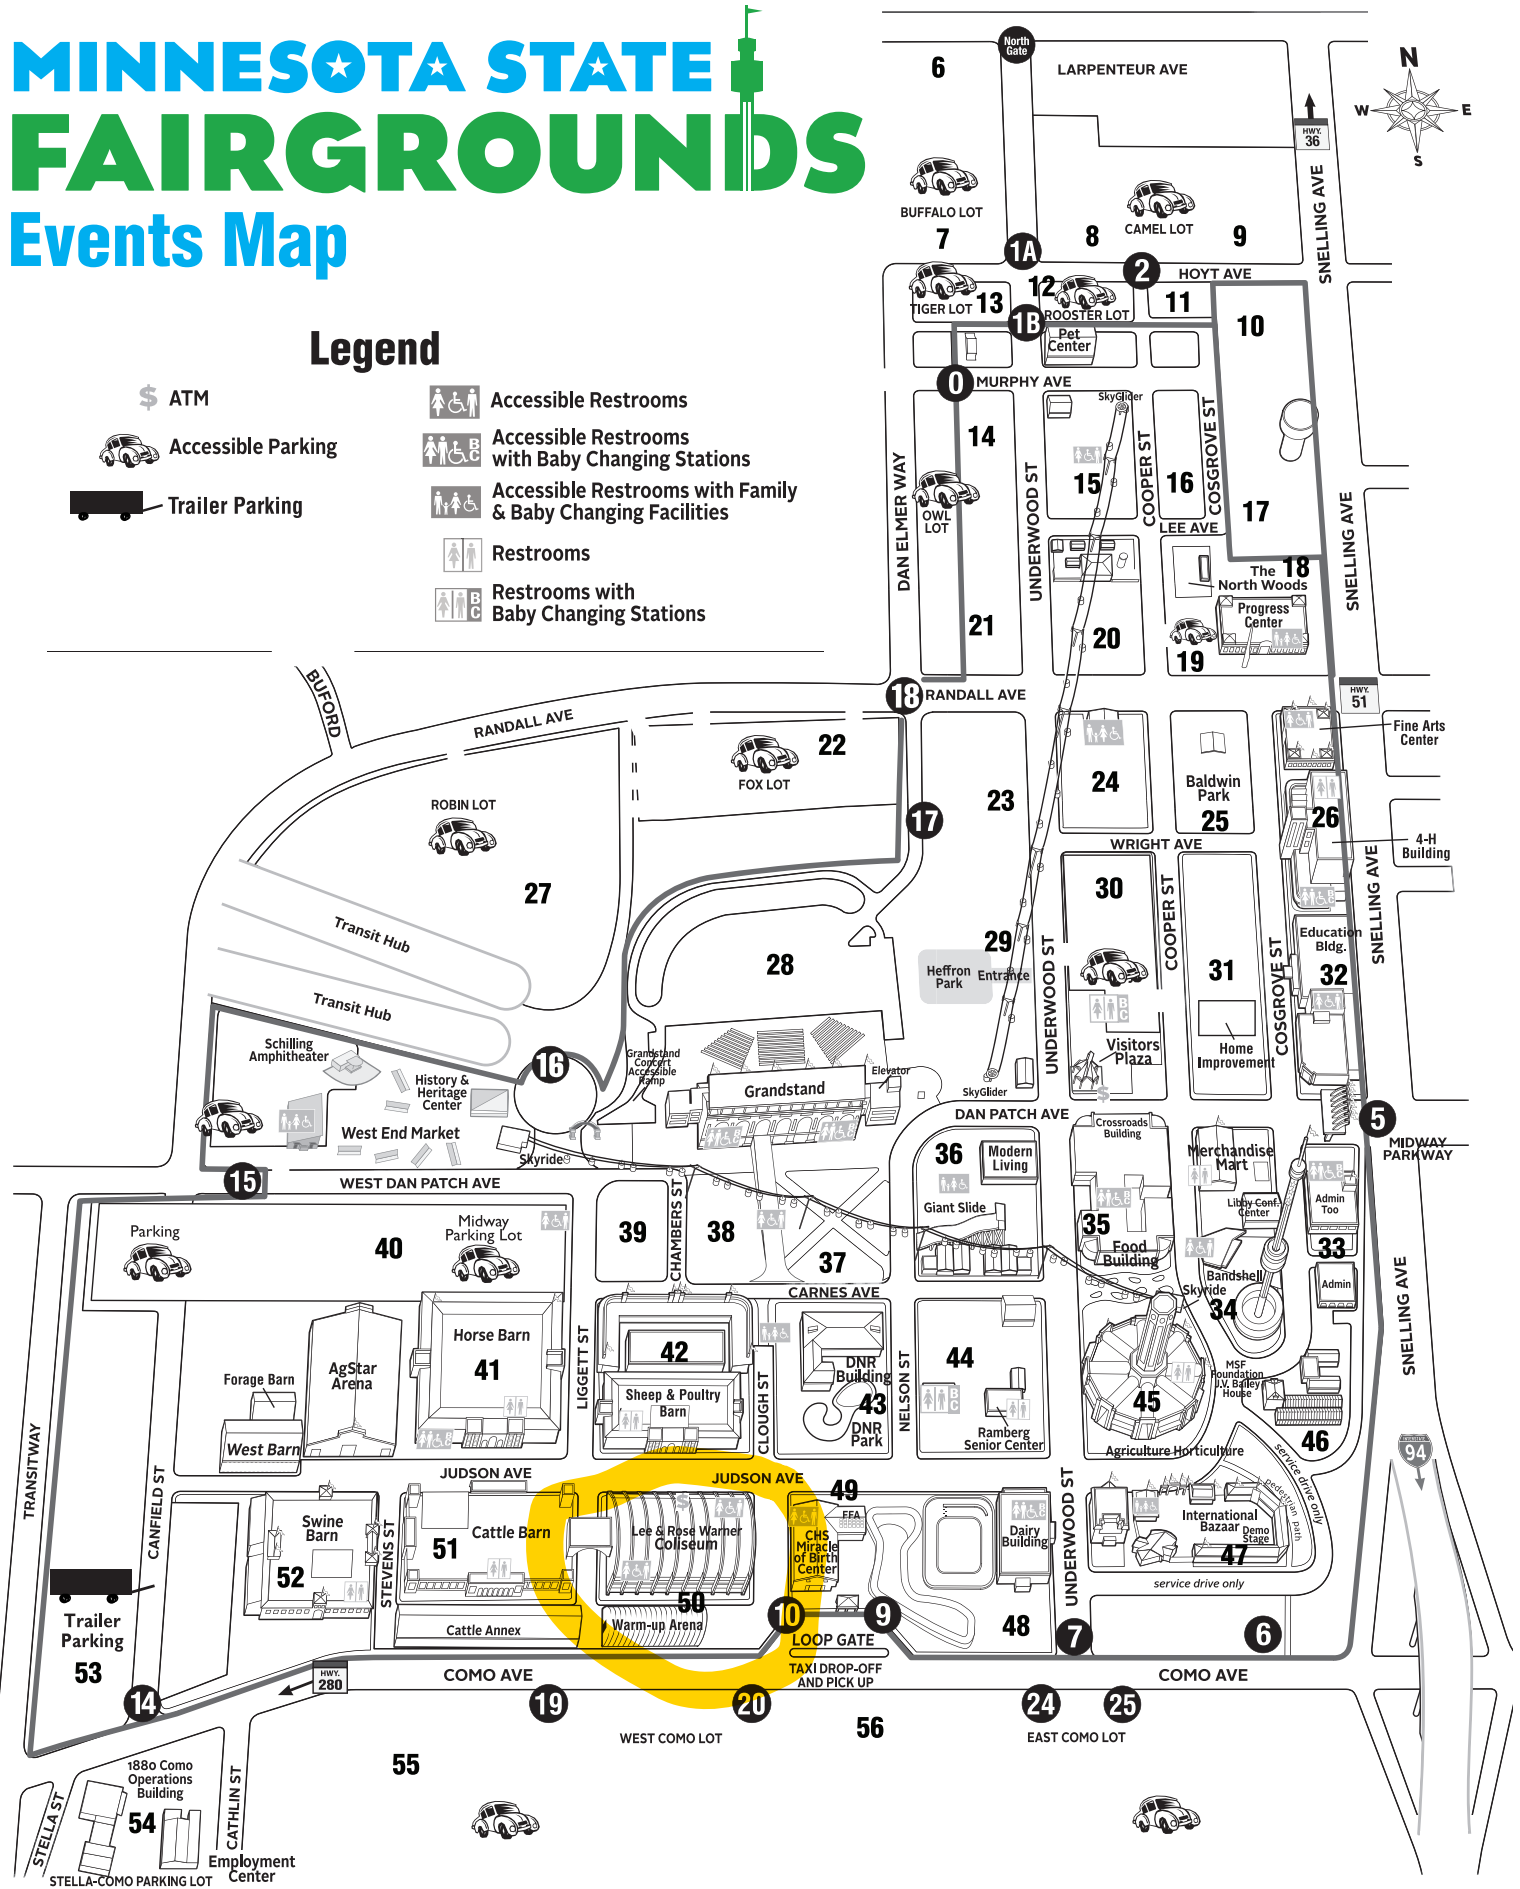 MINNESOTA STATE
FAIRGROUNDS
Events Map
Legend
$ ATM
Accessible Parking
Trailer Parking
Accessible Restrooms
BC
Accessible Restrooms
with Baby Changing Stations
Accessible Restrooms with Family
& Baby Changing Facilities
Restrooms
BC
Restrooms with
Baby Changing Stations
North
Gate
6
LARPENTEUR AVE
N
W
E
S
HWY.
36
SNELLING AVE
BUFFALO LOT
7
CAMEL LOT
8
9
1A
2
HOYT AVE
TIGER LOT
13
12
ROOSTER LOT
11
10
1B
Pet
Center
0
MURPHY AVE
SkyGlider
14
15
16
17
OWL
LOT
DAN ELMER WAY
UNDERWOOD ST
COOPER ST
COSGROVE ST
LEE AVE
SNELLING AVE
18
The
North Woods
Progress
Center
21
20
19
BUFORD
RANDALL AVE
18
RANDALL AVE
HWY.
51
Fine Arts
Center
22
FOX LOT
ROBIN LOT
23
24
Baldwin
Park
25
26
17
WRIGHT AVE
4-H
Building
27
30
COOPER ST
SNELLING AVE
Transit Hub
28
29
Education
Bldg.
32
31
Heffron
Park
Entrance
UNDERWOOD ST
COSGROVE ST
BC
Transit Hub
Schilling
Amphitheater
16
History &
Heritage
Center
Grandstand
Concert
Accessible
Ramp
Grandstand
Elevator
SkyGlider
Visitors
Plaza
$
Home
Improvement
West End Market
Skyride
DAN PATCH AVE
Crossroads
Building
5
MIDWAY
PARKWAY
36
Modern
Living
Merchandise
Mart
15
WEST DAN PATCH AVE
Giant Slide
Libby Conf.
Center
Admin
Too
Parking
40
Midway
Parking Lot
39
CHAMBERS ST
38
37
35
Food
Building
33
Bandshell
Skyride
34
Admin
CARNES AVE
SNELLING AVE
Horse Barn
41
LIGGETT ST
42
Sheep & Poultry
Barn
CLOUGH ST
DNR
Building
43
DNR
Park
NELSON ST
44
Ramberg
Senior Center
45
MSF
Foundation
J.V. Bailey
House
46
Agriculture Horticulture
AgStar
Arena
Forage Barn
West Barn
TRANSITWAY
JUDSON AVE
JUDSON AVE
service drive only
pedestrian path
INTERSTATE
94
CANFIELD ST
Swine
Barn
52
STEVENS ST
51
Cattle Barn
$
Lee & Rose Warner
Coliseum
50
49
FFA
CHS
Miracle
of Birth
Center
Dairy
Building
UNDERWOOD ST
International
Bazaar
Demo
Stage
47
service drive only
Trailer
Parking
53
Cattle Annex
Warm-up Arena
10
9
48
7
6
LOOP GATE
TAXI DROP-OFF
AND PICK UP
14
HWY.
280
COMO AVE
COMO AVE
19
20
24
25
WEST COMO LOT
56
EAST COMO LOT
55
1880 Como
Operations
Building
54
STELLA ST
CATHLIN ST
Employment
Center
STELLA-COMO PARKING LOT